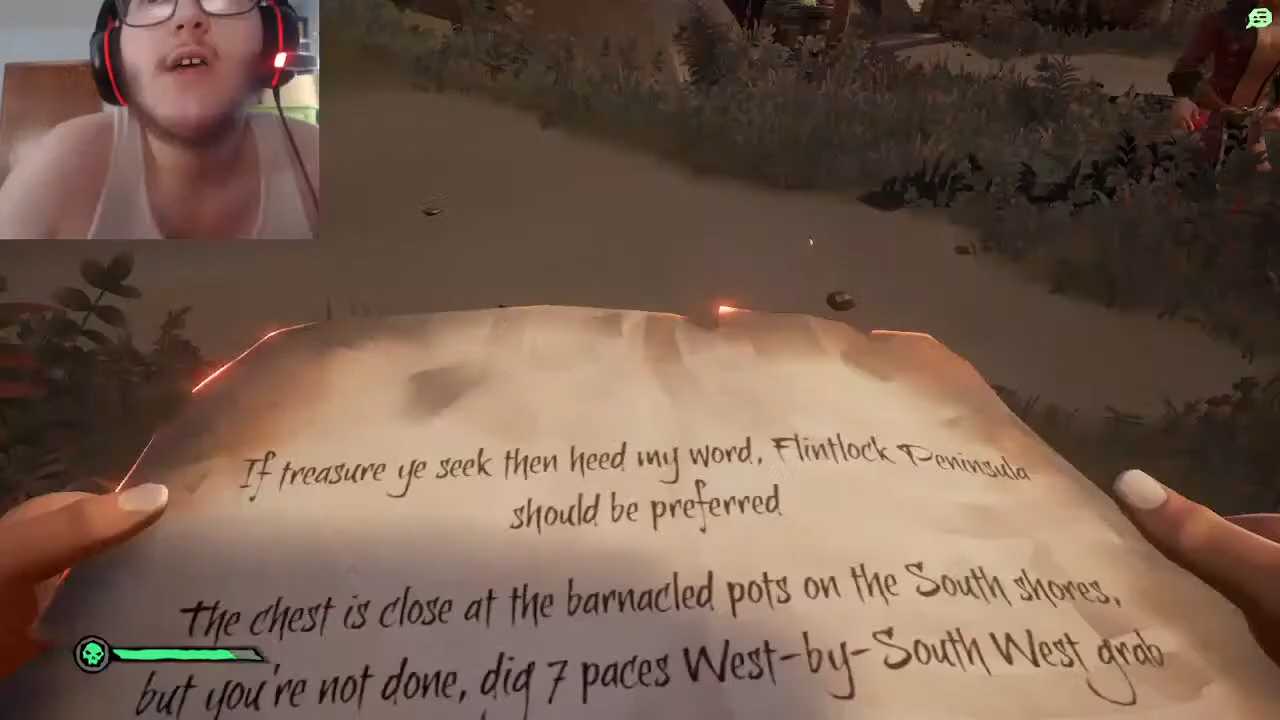 If treasure ye seek then heed my word, Flintlock Peninsula
should be preferred
The chest is close at the barnacled pots on the South shores,
but you're not done, dig 7 paces West-by-South West grab